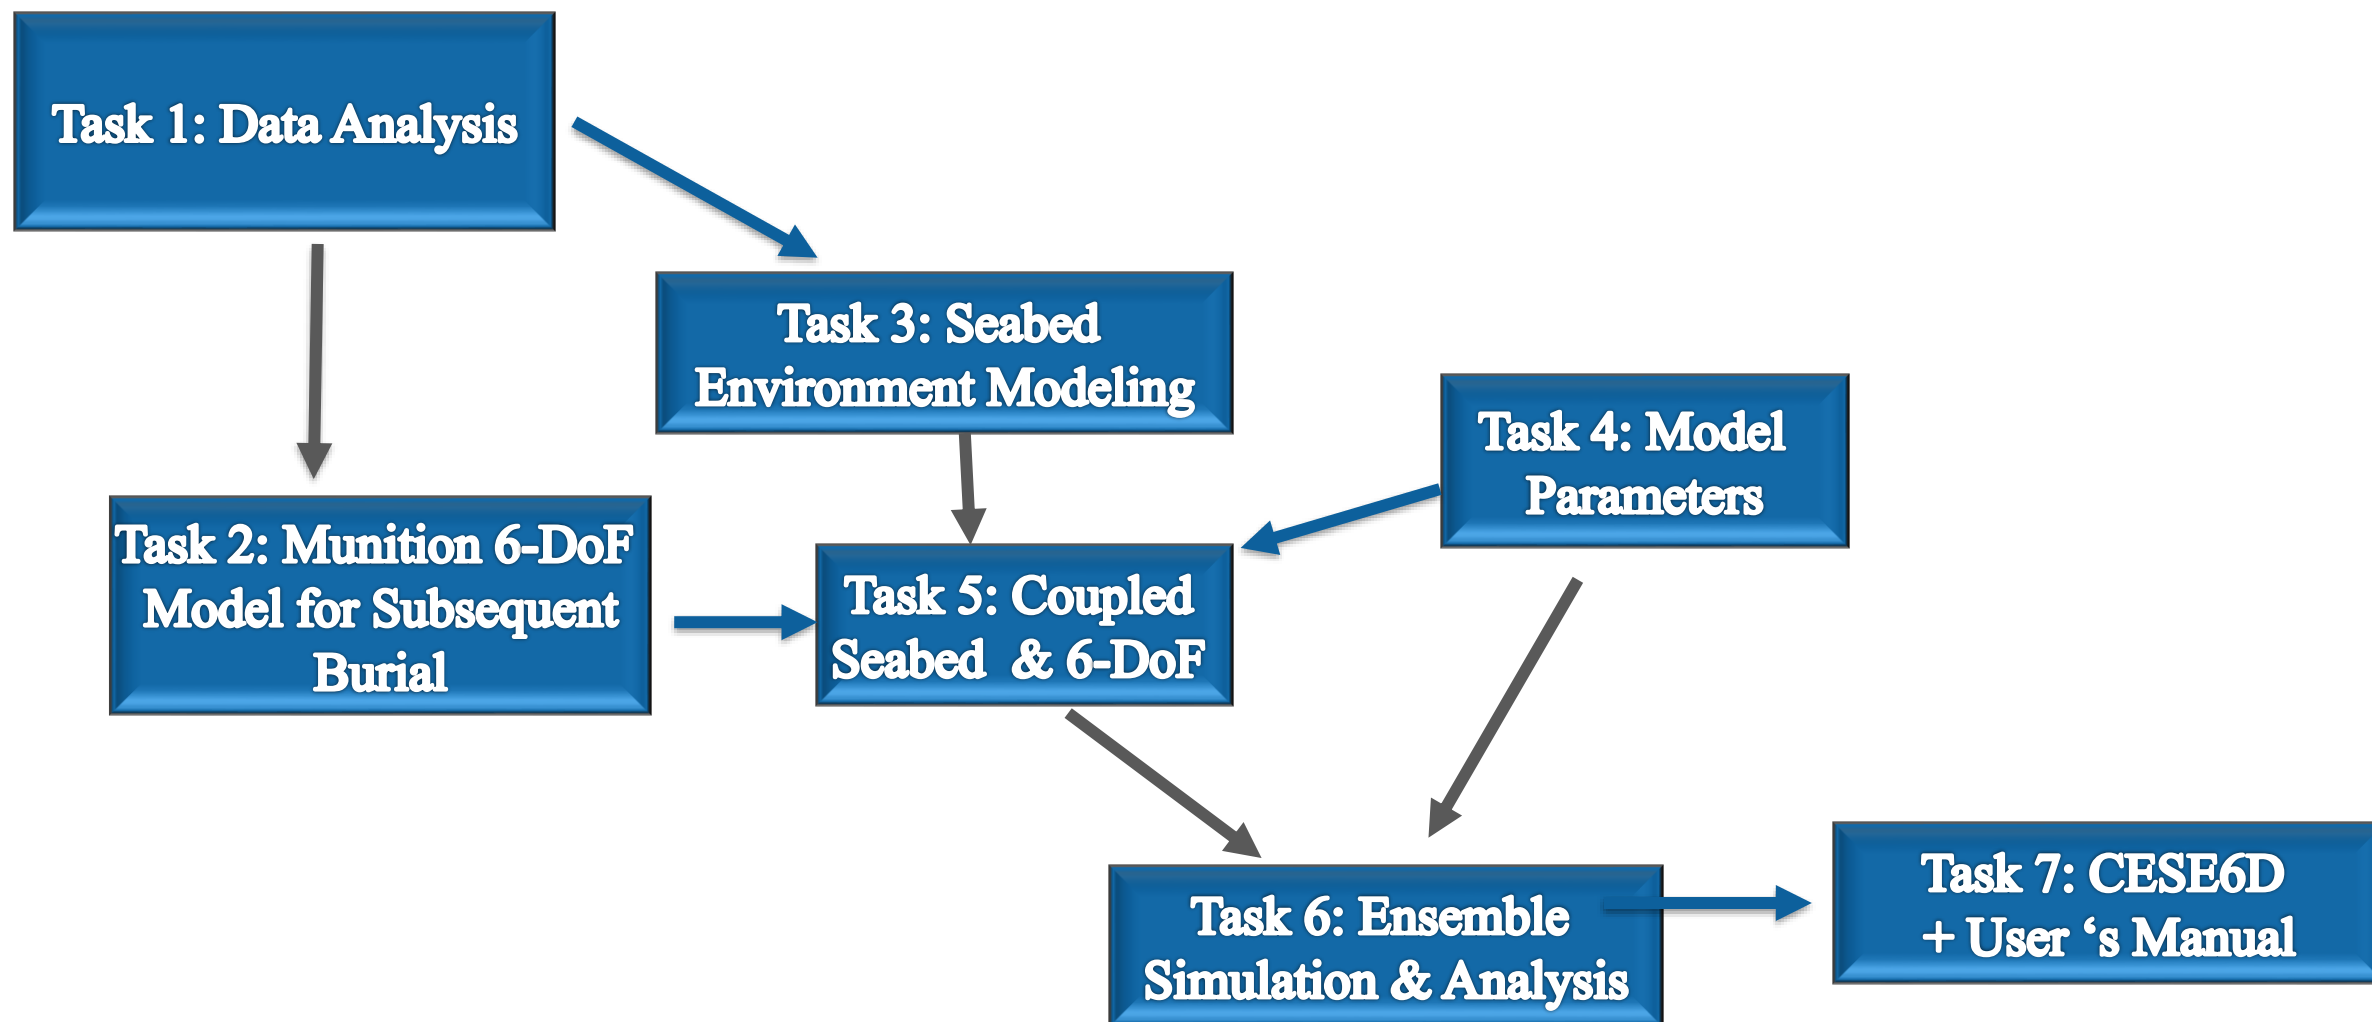 Task 1: Data Analysis
Task 3: Seabed
Environment Modeling
Task 4: Model
Parameters
Task 2: Munition 6-DoF
Model for Subsequent
Burial
Task 5: Coupled
Seabed & 6-DoF
Task 6: Ensemble
Simulation & Analysis
Task 7: CESE6D
+ User ‘s Manual